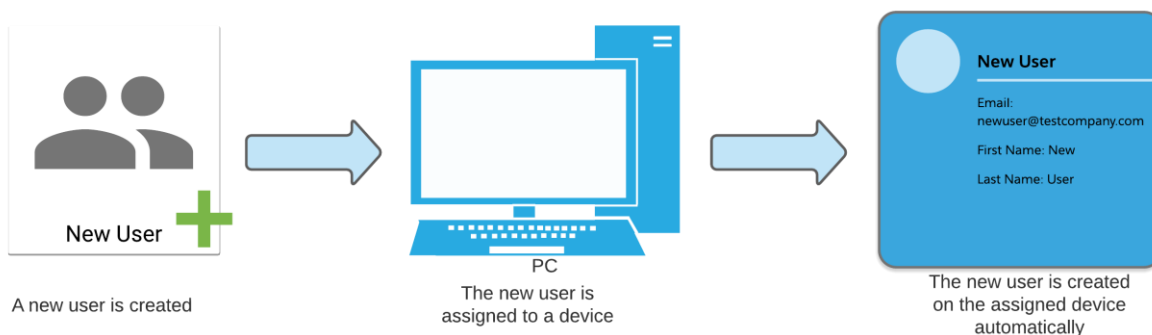 New User
A new user is created
PC
The new user is
assigned to a device
New User
Email:
newuser@testcompany.com
First Name: New
Last Name: User
The new user is created
on the assigned device
automatically